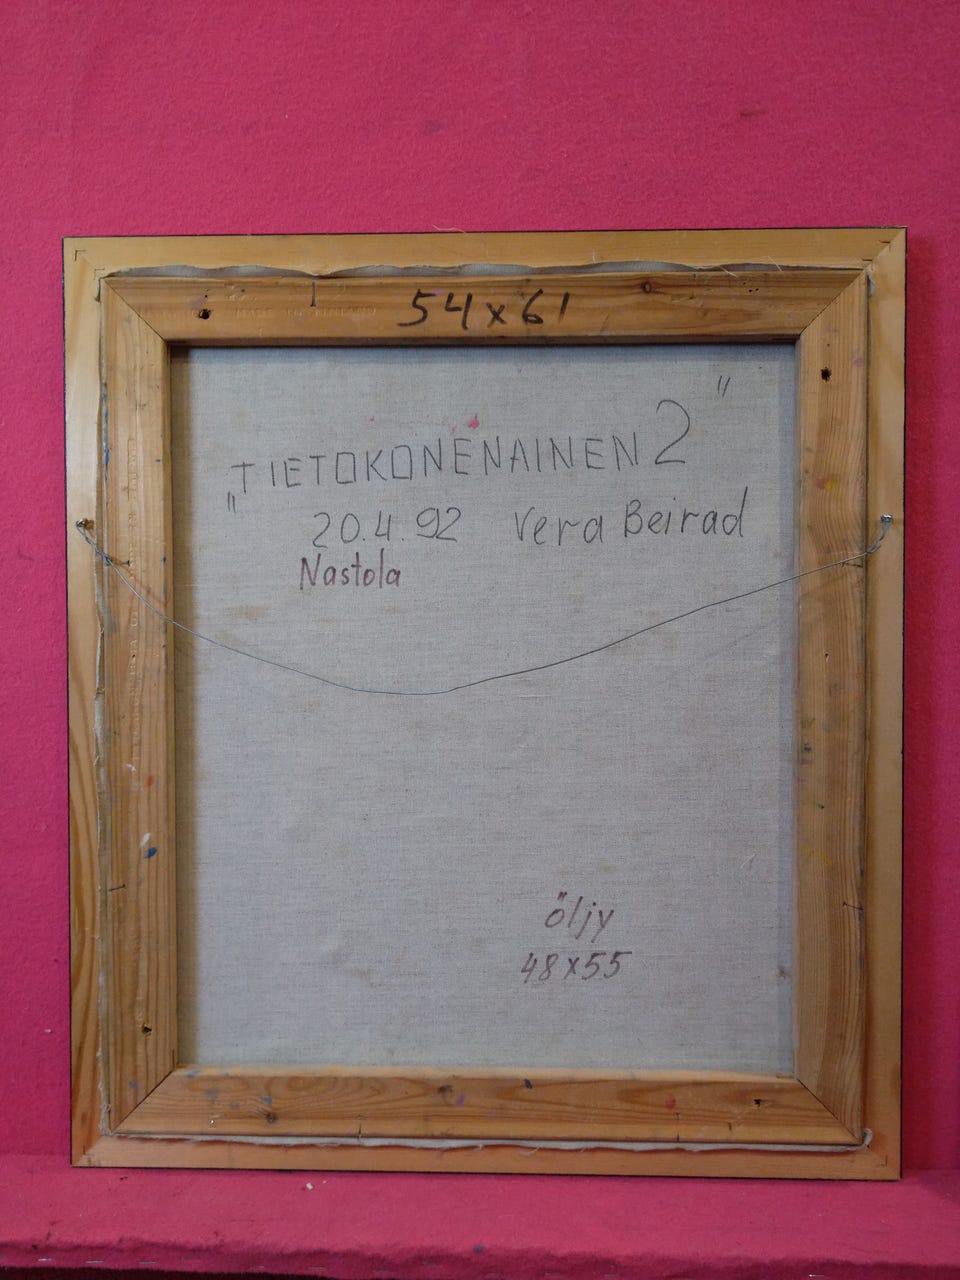 54x61
„TIETOKONENAINEN 2"
20.4.92 Vera Beirad
Nastola
öljy
48x55